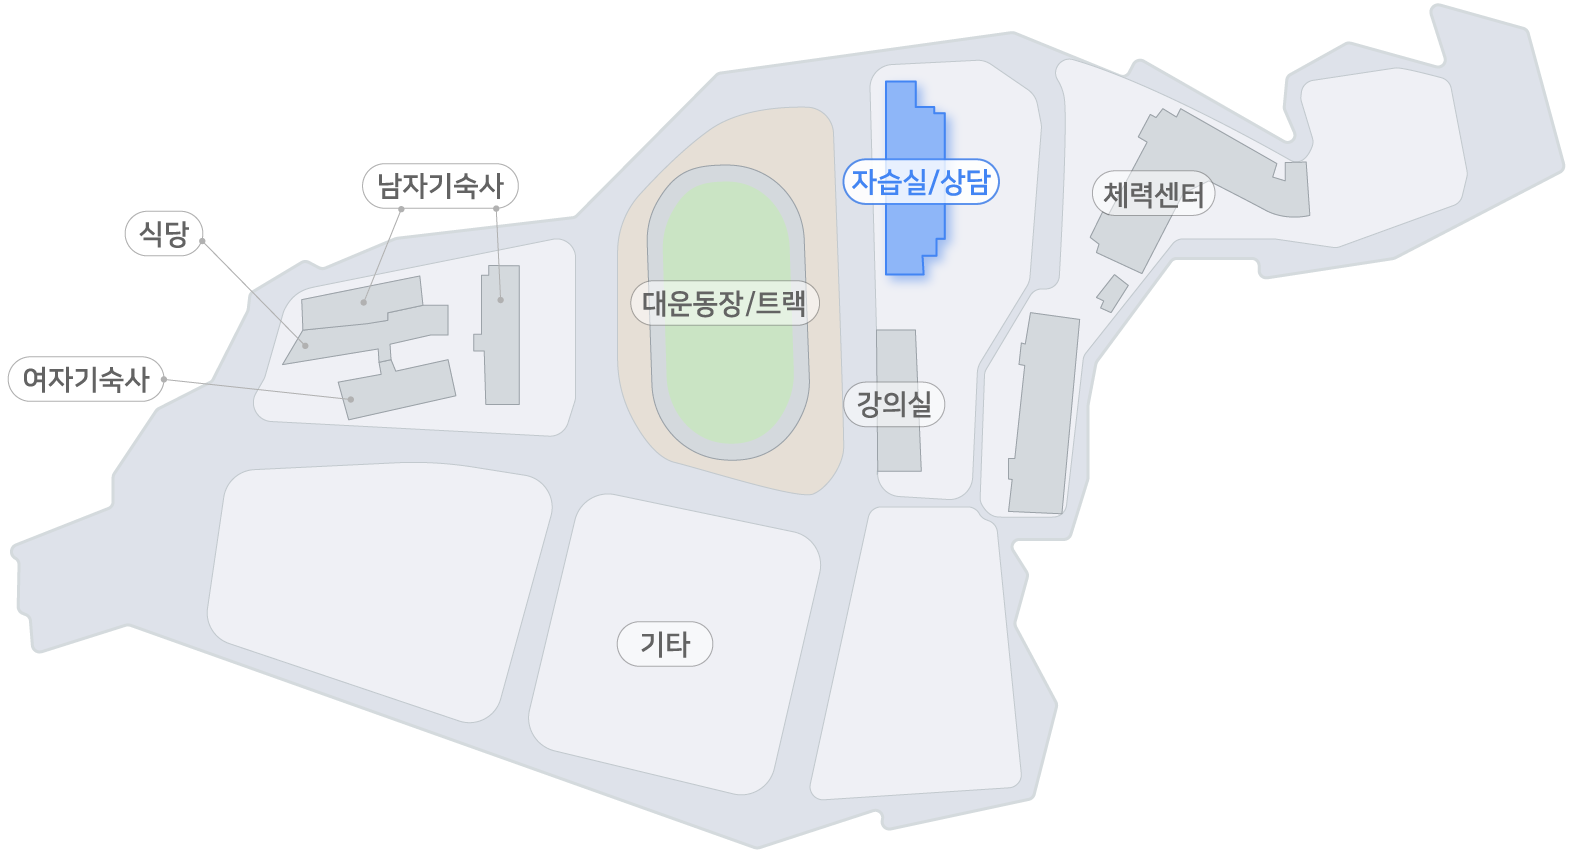 남자기숙사
자습실/상담
체력센터
식당
대운동장/트랙
여자기숙사
강의실
기타